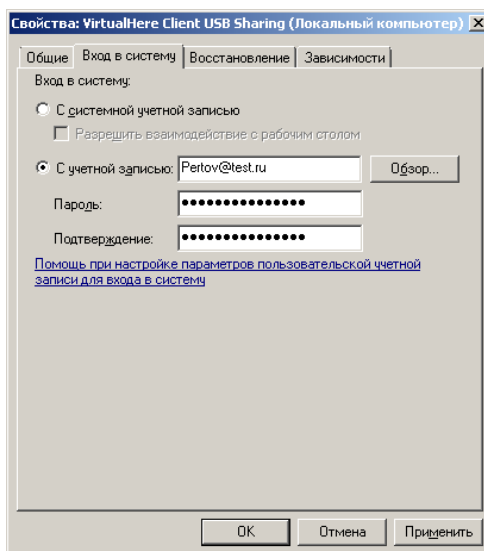 Свойства: VirtualHere Client USB Sharing (Локальный компьютер)
Общие Вход в систему Восстановление Зависимости
Вход в систему:
С системной учетной записью
Разрешить взаимодействие с рабочим столом
С учетной записью: Pertov@test.ru Обзор...
Пароль: •••••••••••••••
Подтверждение: •••••••••••••••
Помощь при настройке параметров пользовательской учетной
записи для входа в систему
OK Отмена Применить